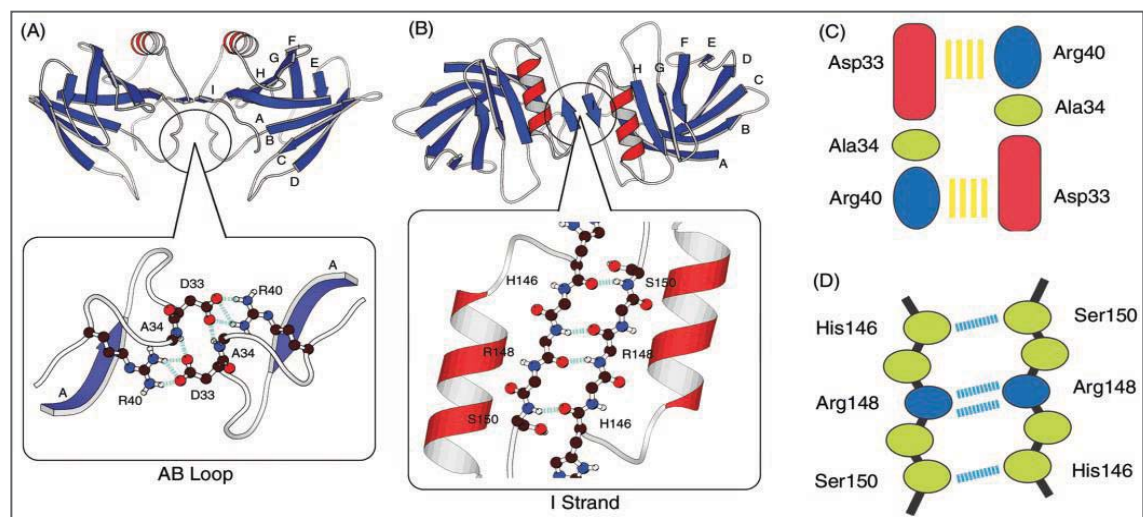 (A)
F
G
E
H
I
A
B
C
D
D33
A
R40
A34
A34
A
R40
D33
AB Loop
(B)
F
E
H
G
D
C
B
A
H146
S150
R148
R148
S150
H146
I Strand
(C)
Asp33
Arg40
Ala34
Ala34
Arg40
Asp33
(D)
His146
Ser150
Arg148
Arg148
Ser150
His146